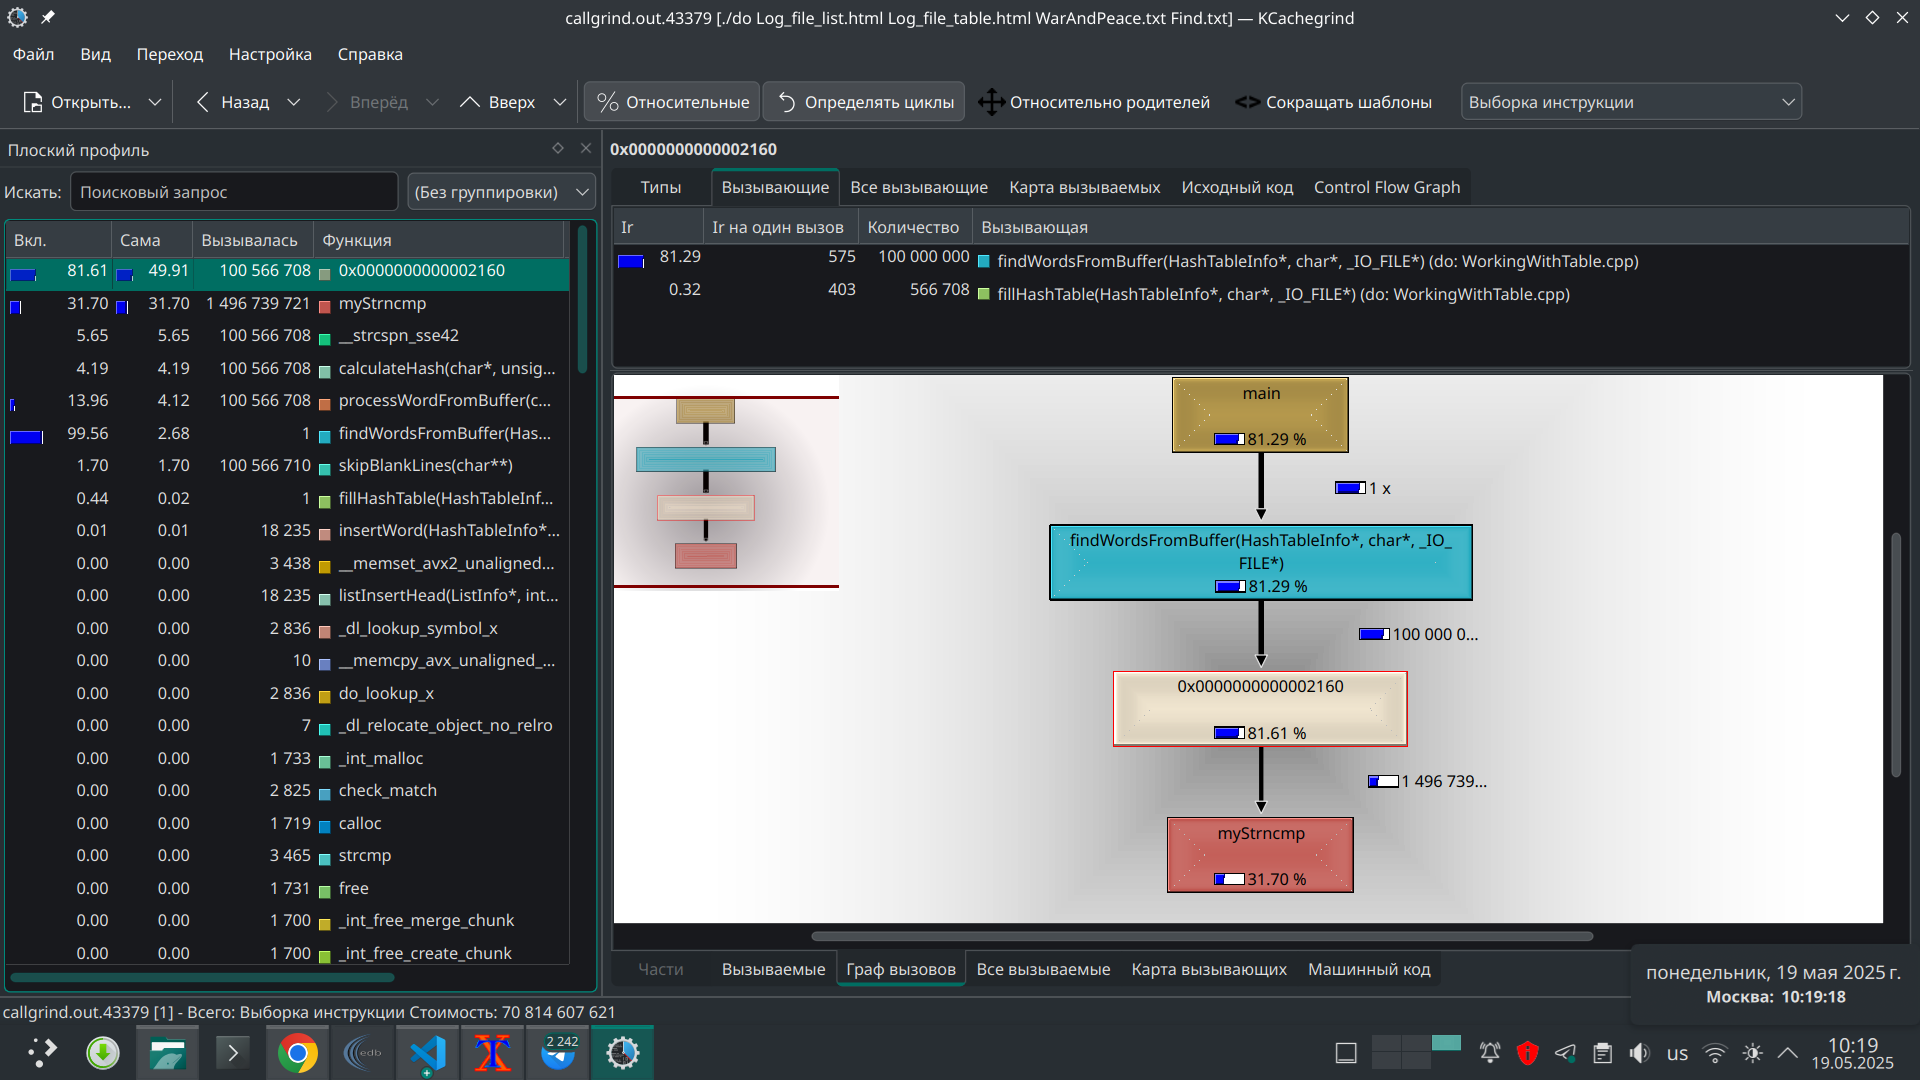 callgrind.out.43379 [./do Log_file_list.html Log_file_table.html WarAndPeace.txt Find.txt] — KCachegrind
Файл Вид Переход Настройка Справка
Открыть... Назад Вперёд Вверх Относительные Определять циклы Относительно родителей Сокращать шаблоны Выборка инструкции
Плоский профиль
Искать: Поисковый запрос (Без группировки)
Вкл. Сама Вызывалась Функция
81.61 49.91 100 566 708 0x0000000000002160
31.70 31.70 1 496 739 721 myStrncmp
5.65 5.65 100 566 708 __strcspn_sse42
4.19 4.19 100 566 708 calculateHash(char*, unsig...
13.96 4.12 100 566 708 processWordFromBuffer(c...
99.56 2.68 1 findWordsFromBuffer(Has...
1.70 1.70 100 566 710 skipBlankLines(char**)
0.44 0.02 1 fillHashTable(HashTableInf...
0.01 0.01 18 235 insertWord(HashTableInfo*...
0.00 0.00 3 438 __memset_avx2_unaligned...
0.00 0.00 18 235 listInsertHead(ListInfo*, int...
0.00 0.00 2 836 _dl_lookup_symbol_x
0.00 0.00 10 __memcpy_avx_unaligned_...
0.00 0.00 2 836 do_lookup_x
0.00 0.00 7 _dl_relocate_object_no_relro
0.00 0.00 1 733 _int_malloc
0.00 0.00 2 825 check_match
0.00 0.00 1 719 calloc
0.00 0.00 3 465 strcmp
0.00 0.00 1 731 free
0.00 0.00 1 700 _int_free_merge_chunk
0.00 0.00 1 700 _int_free_create_chunk
0x0000000000002160
Типы Вызывающие Все вызывающие Карта вызываемых Исходный код Control Flow Graph
Ir Ir на один вызов Количество Вызывающая
81.29 575 100 000 000 findWordsFromBuffer(HashTableInfo*, char*, _IO_FILE*) (do: WorkingWithTable.cpp)
0.32 403 566 708 fillHashTable(HashTableInfo*, char*, _IO_FILE*) (do: WorkingWithTable.cpp)
main
81.29 %
1 x
findWordsFromBuffer(HashTableInfo*, char*, _IO_
FILE*)
81.29 %
100 000 0...
0x0000000000002160
81.61 %
1 496 739...
myStrncmp
31.70 %
Части Вызываемые Граф вызовов Все вызываемые Карта вызывающих Машинный код
понедельник, 19 мая 2025 г.
Москва: 10:19:18
callgrind.out.43379 [1] - Всего: Выборка инструкции Стоимость: 70 814 607 621
edb
2 242
us
10:19
19.05.2025